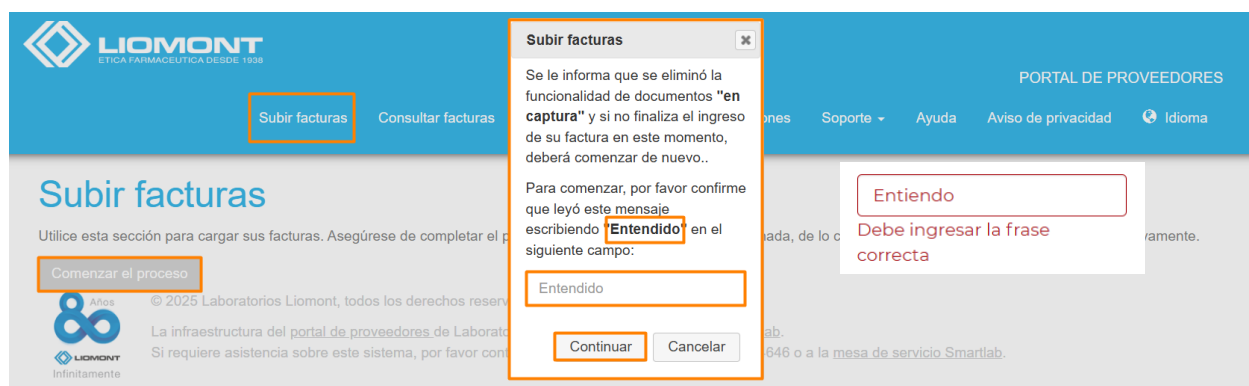 LIOMONT
ETICA FARMACEUTICA DESDE 1938
PORTAL DE PROVEEDORES
Subir facturas Consultar facturas nes Soporte Ayuda Aviso de privacidad Idioma
Subir facturas
Utilice esta sección para cargar sus facturas. Asegúrese de completar el p
nada, de lo c
vamente.
Comenzar el proceso
Años
80
LIOMONT
Infinitamente
© 2025 Laboratorios Liomont, todos los derechos reserv
La infraestructura del portal de proveedores de Laborato
ab.
Si requiere asistencia sobre este sistema, por favor cont
646 o a la mesa de servicio Smartlab.
Subir facturas
Se le informa que se eliminó la
funcionalidad de documentos "en
captura" y si no finaliza el ingreso
de su factura en este momento,
deberá comenzar de nuevo..
Para comenzar, por favor confirme
que leyó este mensaje
escribiendo "Entendido" en el
siguiente campo:
Entendido
Continuar Cancelar
Entiendo
Debe ingresar la frase
correcta